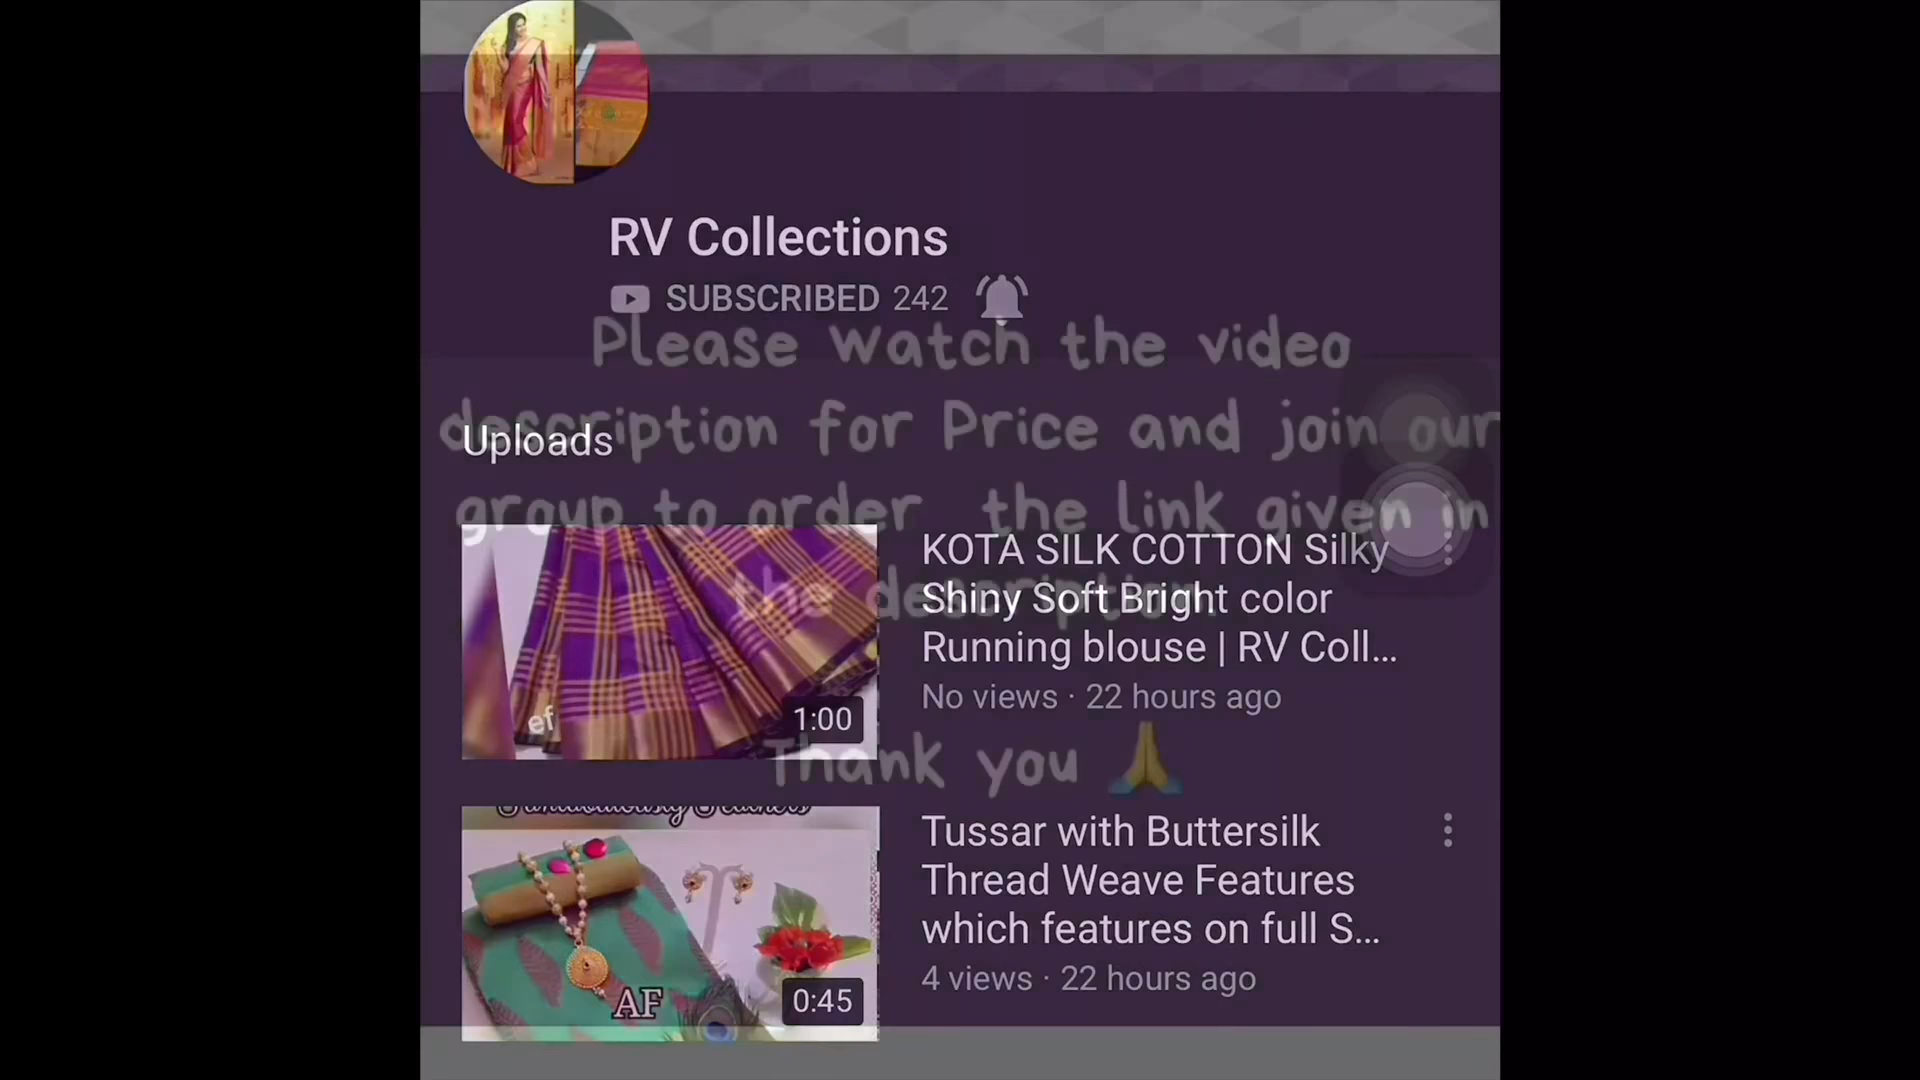 RV Collections
SUBSCRIBED 242
Please Watch the video
description for Price and join our
Uploads
group to order the link given in
the description.
KOTA SILK COTTON Silky
Shiny Soft Bright color
Running blouse | RV Coll...
No views · 22 hours ago
ef
1:00
Thank you 🙏
Tussar with Buttersilk
Thread Weave Features
which features on full S...
4 views · 22 hours ago
AF
0:45